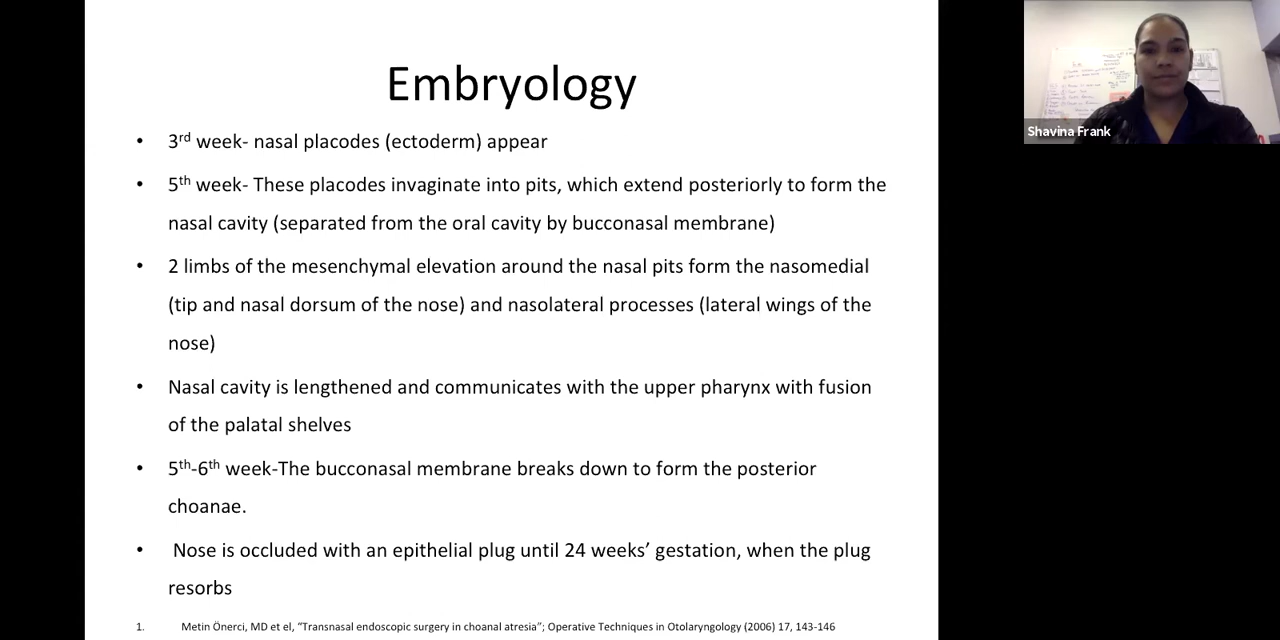 Embryology
• 3rd week- nasal placodes (ectoderm) appear
• 5th week- These placodes invaginate into pits, which extend posteriorly to form the
nasal cavity (separated from the oral cavity by bucconasal membrane)
• 2 limbs of the mesenchymal elevation around the nasal pits form the nasomedial
(tip and nasal dorsum of the nose) and nasolateral processes (lateral wings of the
nose)
• Nasal cavity is lengthened and communicates with the upper pharynx with fusion
of the palatal shelves
• 5th-6th week-The bucconasal membrane breaks down to form the posterior
choanae.
• Nose is occluded with an epithelial plug until 24 weeks’ gestation, when the plug
resorbs
1. Metin Önerci, MD et el, “Transnasal endoscopic surgery in choanal atresia”; Operative Techniques in Otolaryngology (2006) 17, 143-146
Shavina Frank